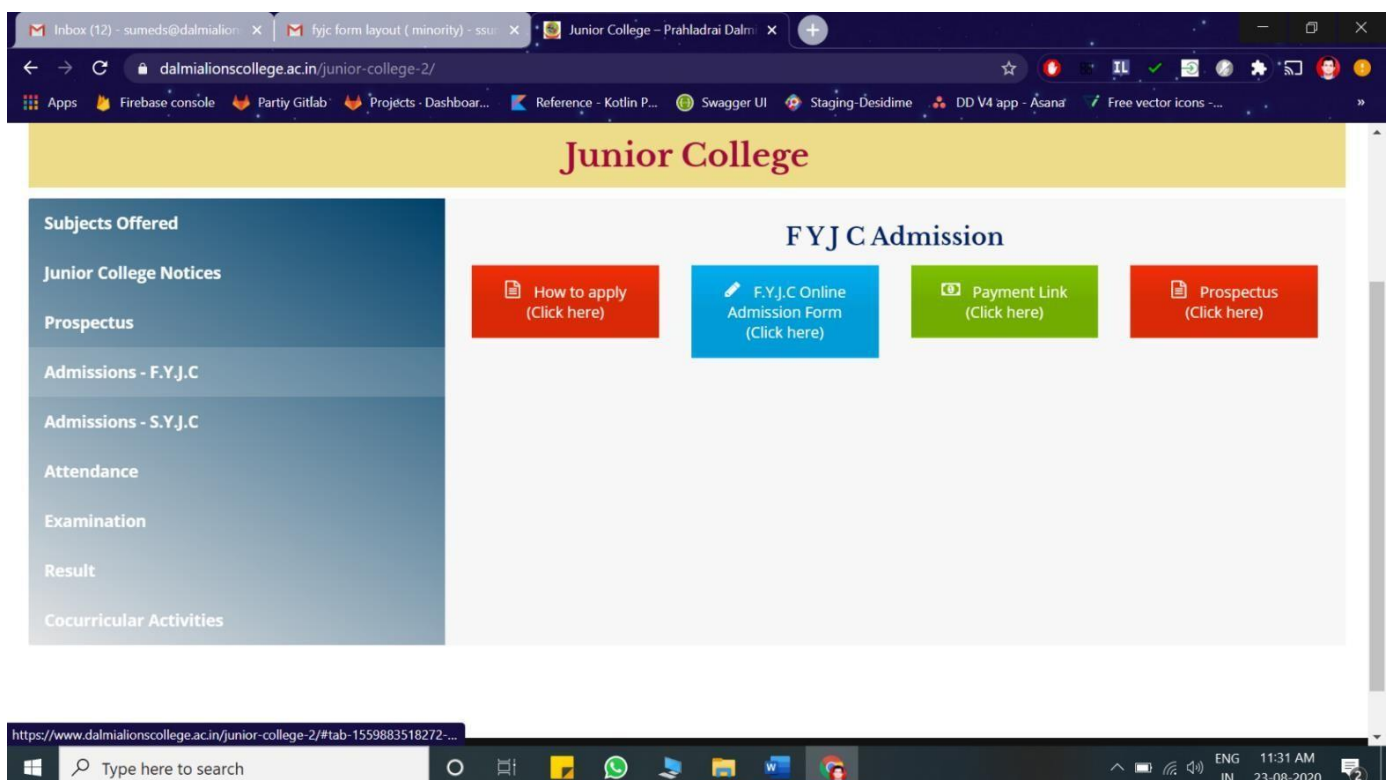 Inbox (12) - sumeds@dalmialion
fyjc form layout ( minority) - ssur
Junior College – Prahladrai Dalmi
dalmialionscollege.ac.in/junior-college-2/
IL
Apps
Firebase console
Partiy Gitlab
Projects - Dashboar...
Reference - Kotlin P...
Swagger UI
Staging-Desidime
DD V4 app - Asana
Free vector icons -...
»
Junior College
Subjects Offered
Junior College Notices
Prospectus
Admissions - F.Y.J.C
Admissions - S.Y.J.C
Attendance
Examination
Result
Cocurricular Activities
F Y J C Admission
How to apply
(Click here)
F.Y.J.C Online
Admission Form
(Click here)
Payment Link
(Click here)
Prospectus
(Click here)
https://www.dalmialionscollege.ac.in/junior-college-2/#tab-1559883518272-...
Type here to search
ENG
IN
11:31 AM
23-08-2020
2